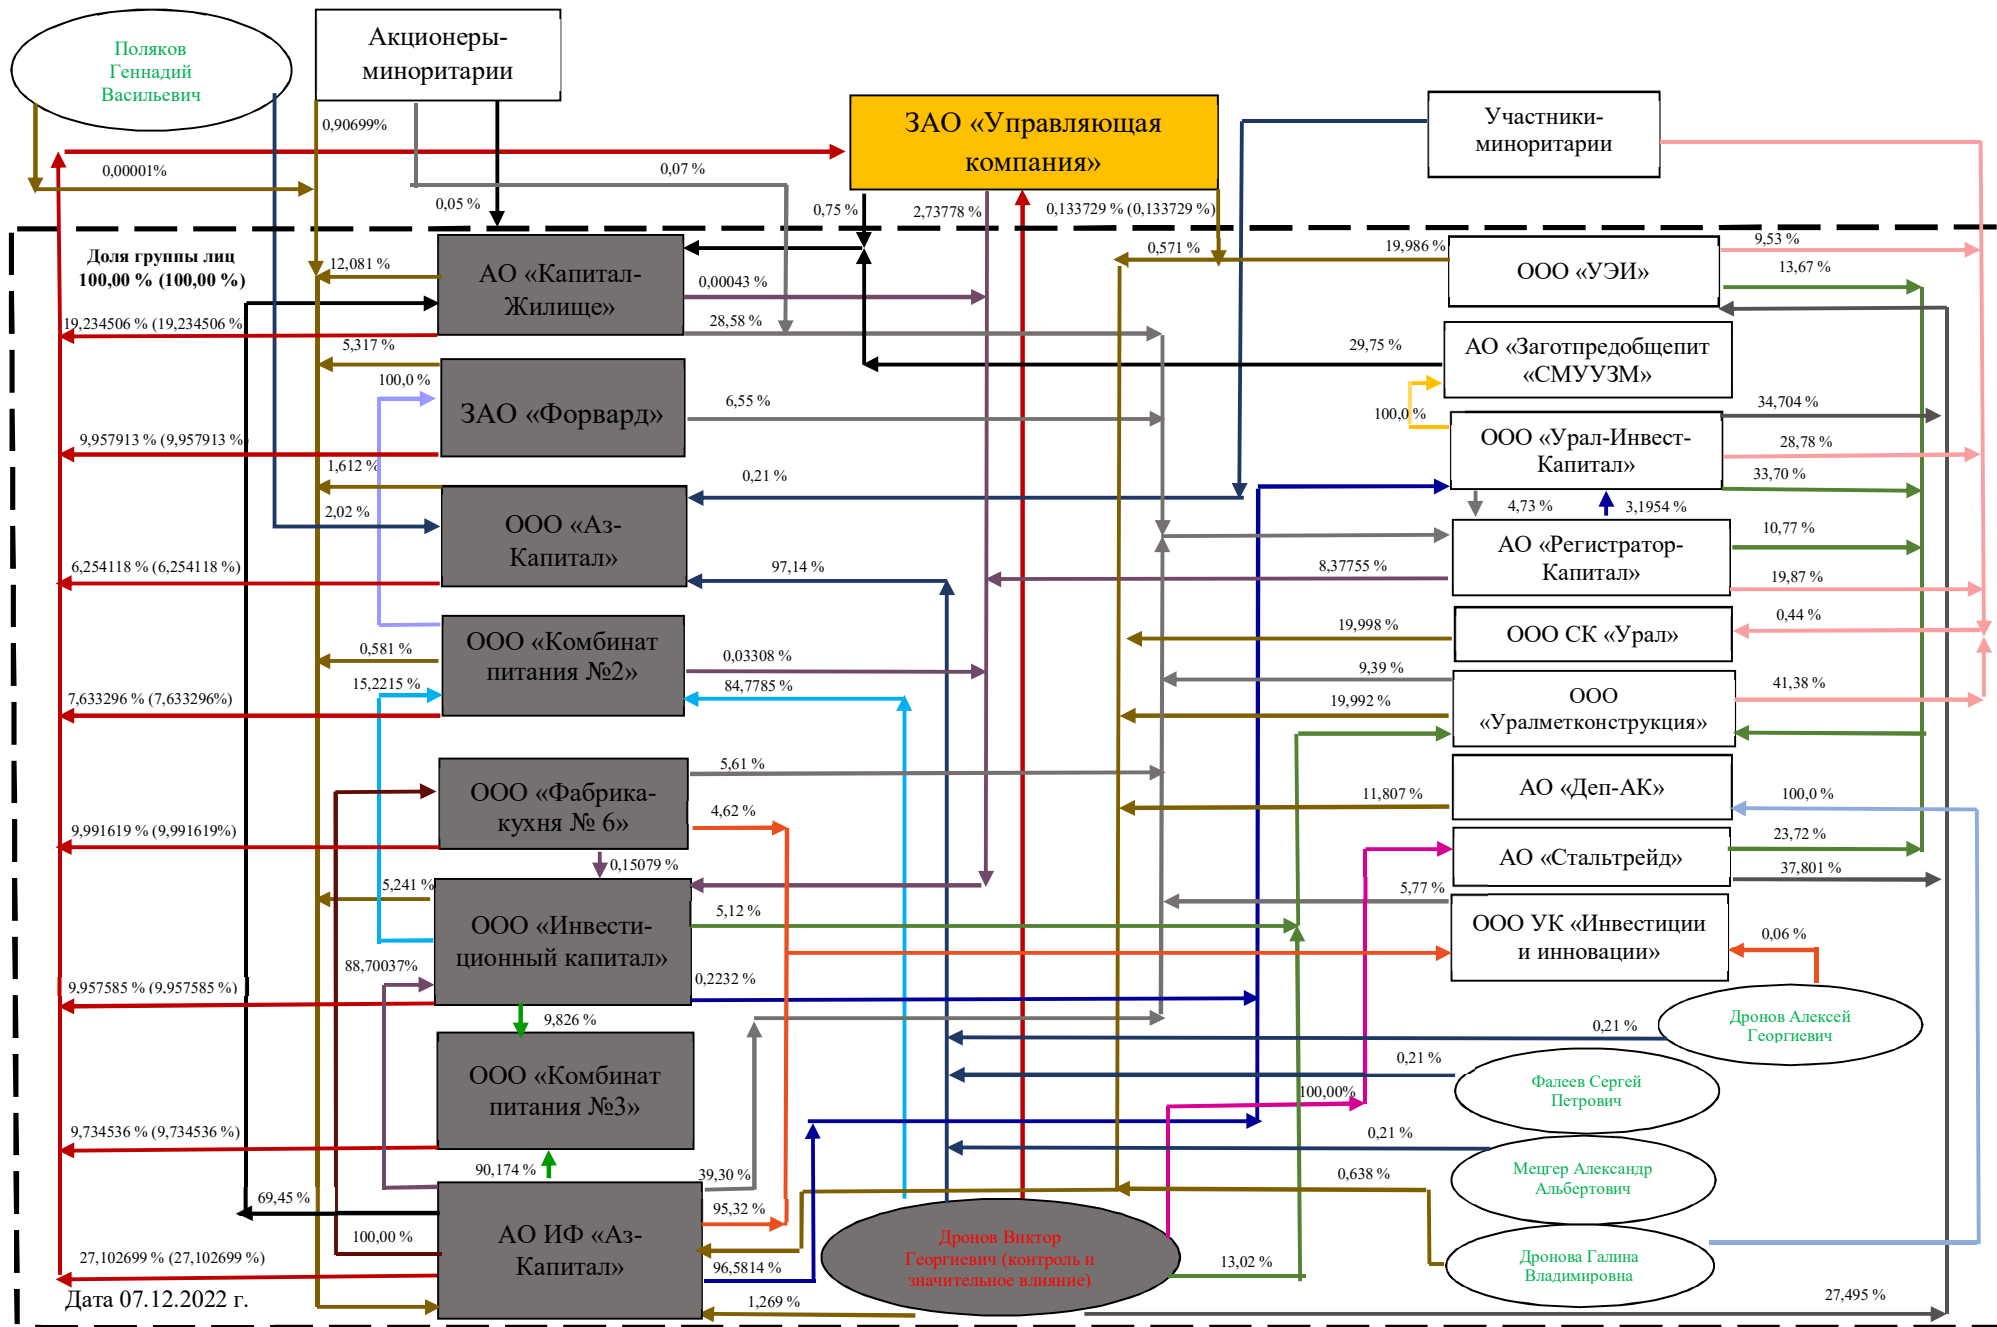 Поляков
Геннадий
Васильевич
Акционеры-
миноритарии
ЗАО «Управляющая
компания»
Участники-
миноритарии
0,90699%
0,00001%
0,07 %
0,05 %
0,75 %
2,73778 %
0,133729 % (0,133729 %)
Доля группы лиц
100,00 % (100,00 %)
12,081 %
АО «Капитал-
Жилище»
0,00043 %
28,58 %
0,571 %
19,986 %
ООО «УЭИ»
9,53 %
13,67 %
19,234506 % (19,234506 %
5,317 %
100,0 %
ЗАО «Форвард»
6,55 %
29,75 %
АО «Заготпредобщепит
«СМУУЗМ»
100,0 %
34,704 %
ООО «Урал-Инвест-
Капитал»
28,78 %
33,70 %
9,957913 % (9,957913 %
1,612 %
0,21 %
4,73 %
3,1954 %
2,02 %
ООО «Аз-
Капитал»
97,14 %
8,37755 %
АО «Регистратор-
Капитал»
10,77 %
19,87 %
6,254118 % (6,254118 %)
0,581 %
ООО «Комбинат
питания №2»
0,03308 %
15,2215 %
84,7785 %
19,998 %
ООО СК «Урал»
0,44 %
9,39 %
19,992 %
ООО
«Уралметконструкция»
41,38 %
7,633296 % (7,633296%)
ООО «Фабрика-
кухня № 6»
5,61 %
4,62 %
11,807 %
АО «Деп-АК»
100,0 %
9,991619 % (9,991619%)
0,15079 %
АО «Стальтрейд»
23,72 %
37,801 %
5,241 %
5,77 %
ООО «Инвести-
ционный капитал»
5,12 %
0,2232 %
ООО УК «Инвестиции
и инновации»
0,06 %
88,70037%
9,957585 % (9,957585 %)
9,826 %
Дронов Алексей
Георгиевич
0,21 %
ООО «Комбинат
питания №3»
0,21 %
Фалеев Сергей
Петрович
100,00%
9,734536 % (9,734536 %)
0,21 %
90,174 %
39,30 %
0,638 %
Мецгер Александр
Альбертович
69,45 %
95,32 %
100,00 %
АО ИФ «Аз-
Капитал»
Дронов Виктор
Георгиевич (контроль и
значительное влияние)
27,102699 % (27,102699 %)
96,5814 %
13,02 %
Дронова Галина
Владимировна
1,269 %
27,495 %
Дата 07.12.2022 г.